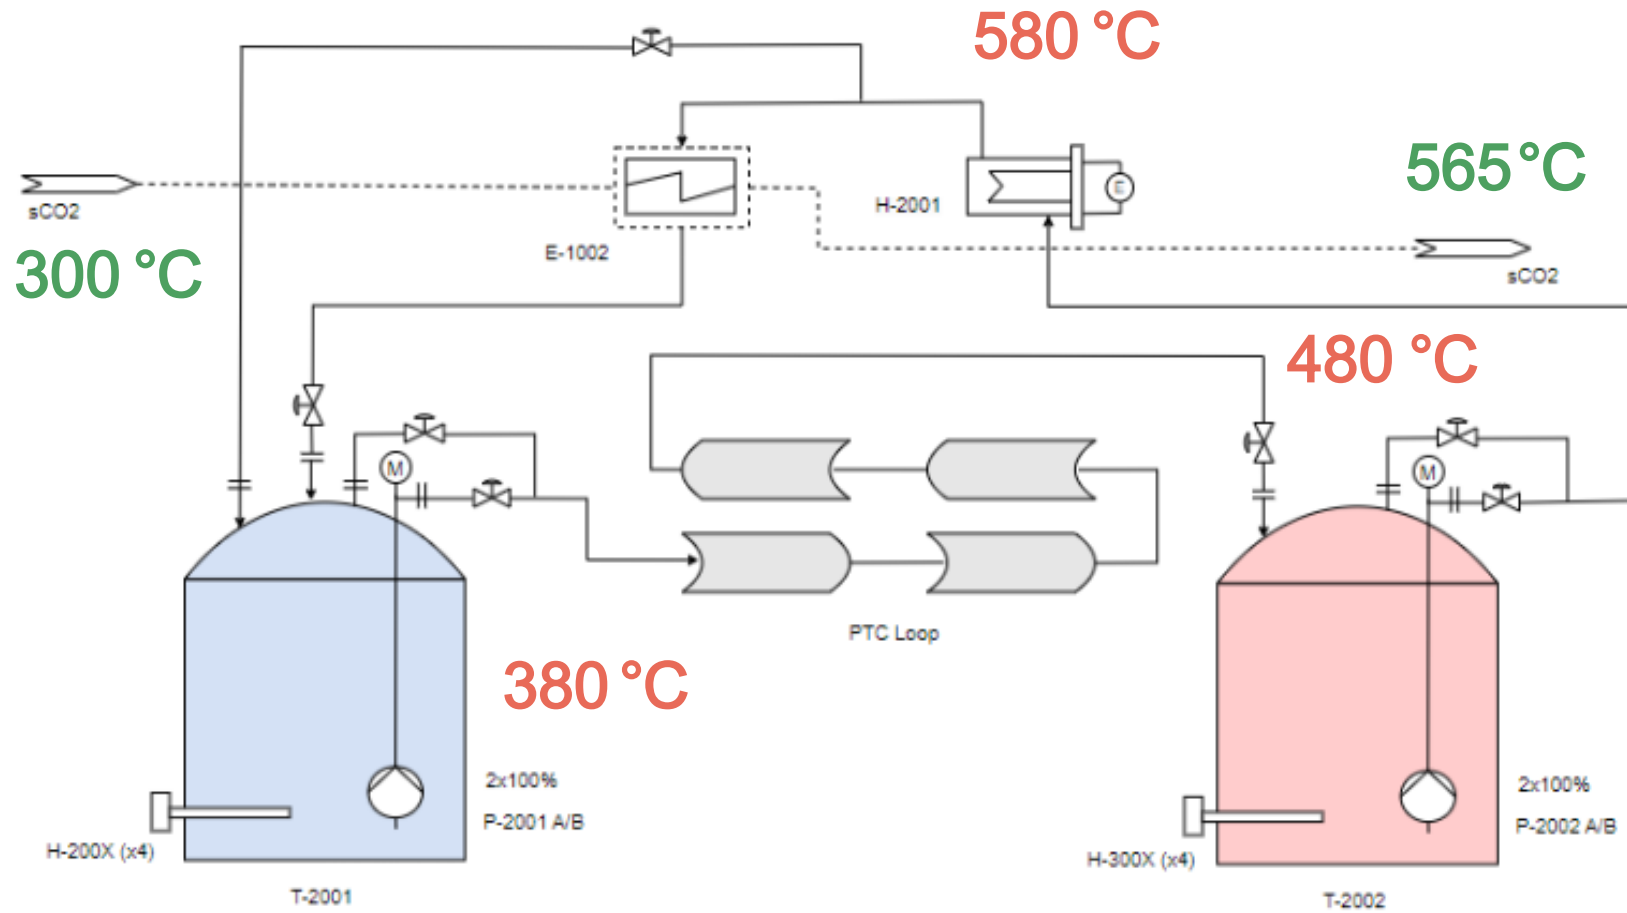 580 °C
565 °C
sCO2
H-2001
E
300 °C
E-1002
sCO2
480 °C
M
M
PTC Loop
380 °C
2x100%
P-2001 A/B
2x100%
P-2002 A/B
H-200X (x4)
H-300X (x4)
T-2001
T-2002